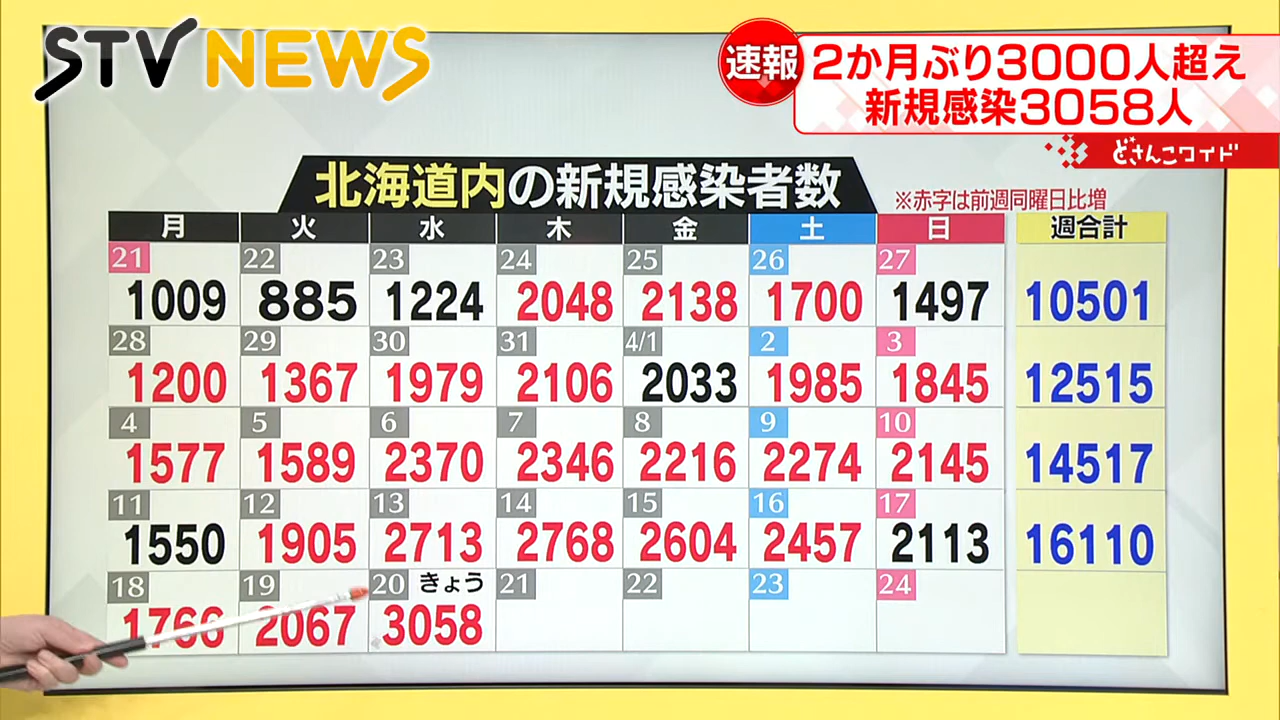 STV NEWS
速報
2か月ぶり3000人超え
新規感染3058人
どさんこワイド
北海道内の新規感染者数
※赤字は前週同曜日比増
月 火 水 木 金 土 日 週合計
21 22 23 24 25 26 27
1009 885 1224 2048 2138 1700 1497 10501
28 29 30 31 4/1 2 3
1200 1367 1979 2106 2033 1985 1845 12515
4 5 6 7 8 9 10
1577 1589 2370 2346 2216 2274 2145 14517
11 12 13 14 15 16 17
1550 1905 2713 2768 2604 2457 2113 16110
18 19 20 きょう 21 22 23 24
1766 2067 3058